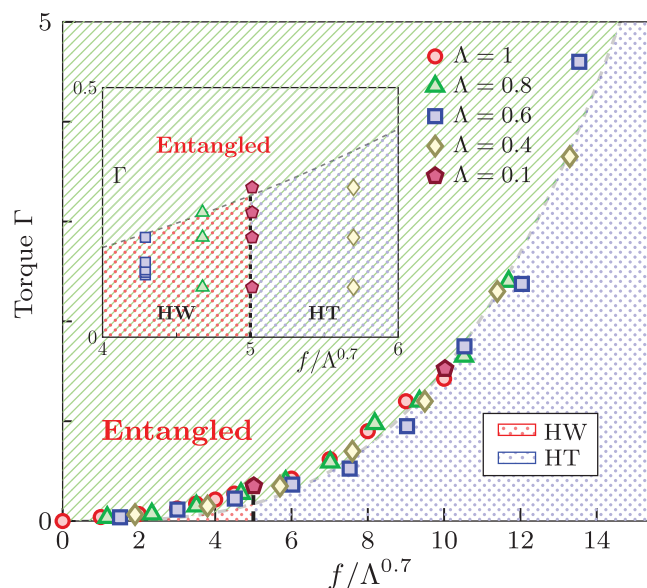 5
Λ = 1
Λ = 0.8
Λ = 0.6
Λ = 0.4
Λ = 0.1
0.5
Entangled
Γ
HW
HT
0
4
5
6
f/Λ^0.7
Torque Γ
Entangled
HW
HT
0
0
2
4
6
8
10
12
14
f/Λ^0.7